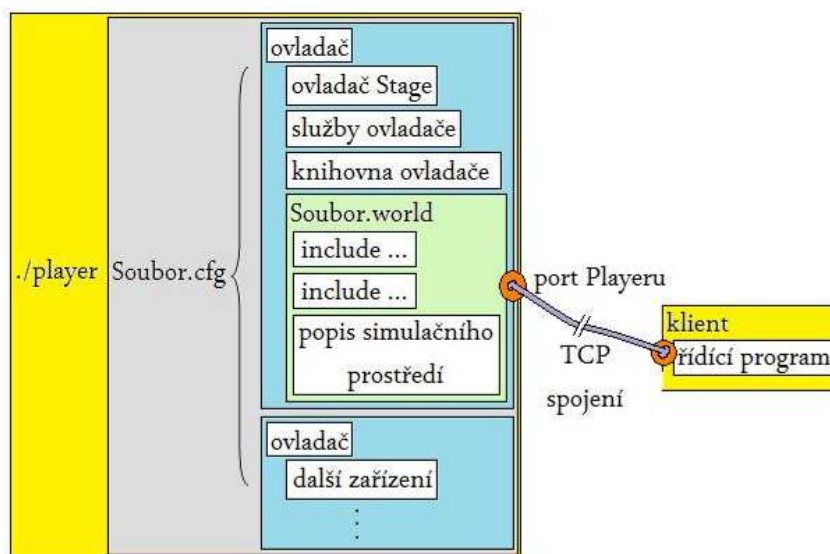 ./player
Soubor.cfg
ovladač
ovladač Stage
služby ovladače
knihovna ovladače
Soubor.world
include ...
include ...
popis simulačního
prostředí
ovladač
další zařízení
port Playeru
TCP
spojení
klient
řídící program